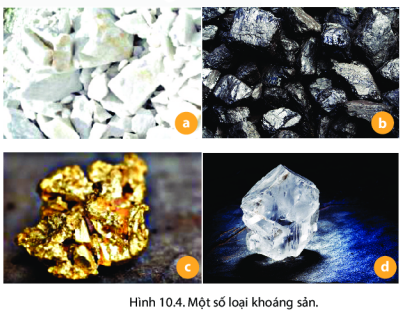 a
b
c
d
Hình 10.4. Một số loại khoáng sản.